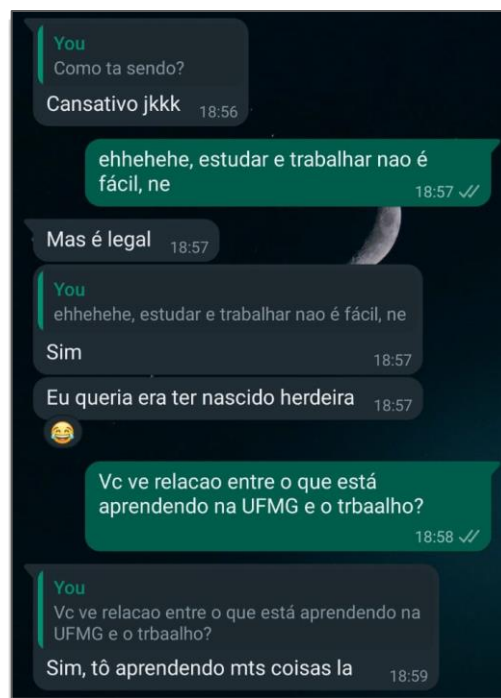 You
Como ta sendo?
Cansativo jkkk 18:56
ehhehehe, estudar e trabalhar nao é
fácil, ne
18:57
Mas é legal 18:57
You
ehhehehe, estudar e trabalhar nao é fácil, ne
Sim
18:57
Eu queria era ter nascido herdeira 18:57
Vc ve relacao entre o que está
aprendendo na UFMG e o trbaalho?
18:58
You
Vc ve relacao entre o que está aprendendo na
UFMG e o trbaalho?
Sim, tô aprendendo mts coisas la 18:59